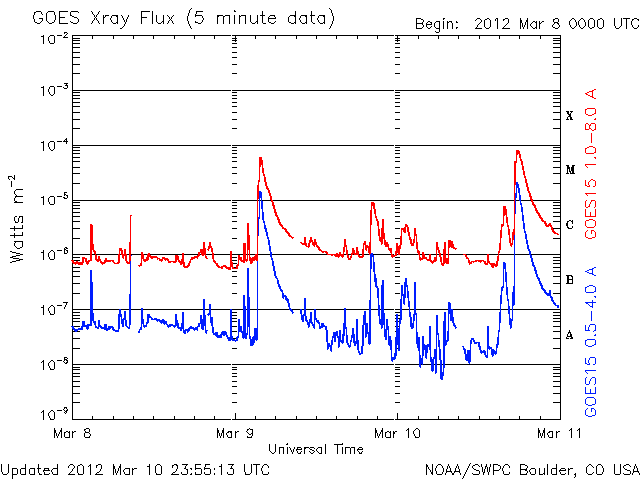 GOES Xray Flux (5 minute data)
Begin: 2012 Mar 8 0000 UTC
10-2
10-3
10-4
10-5
10-6
10-7
10-8
10-9
Watts m-2
X
M
C
B
A
GOES15 1.0-8.0 A
GOES15 0.5-4.0 A
Mar 8
Mar 9
Mar 10
Mar 11
Universal Time
Updated 2012 Mar 10 23:55:13 UTC
NOAA/SWPC Boulder, CO USA